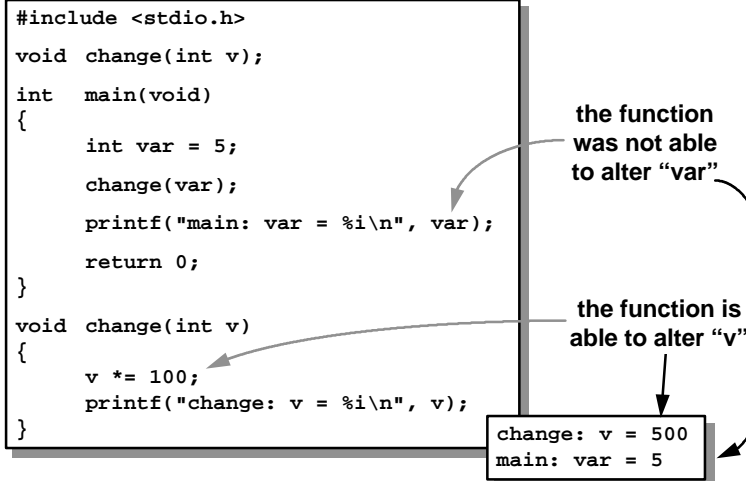 #include <stdio.h>
void change(int v);
int main(void)
{
int var = 5;
change(var);
printf("main: var = %i\n", var);
return 0;
}
void change(int v)
{
v *= 100;
printf("change: v = %i\n", v);
}
the function
was not able
to alter “var”
the function is
able to alter “v”
change: v = 500
main: var = 5